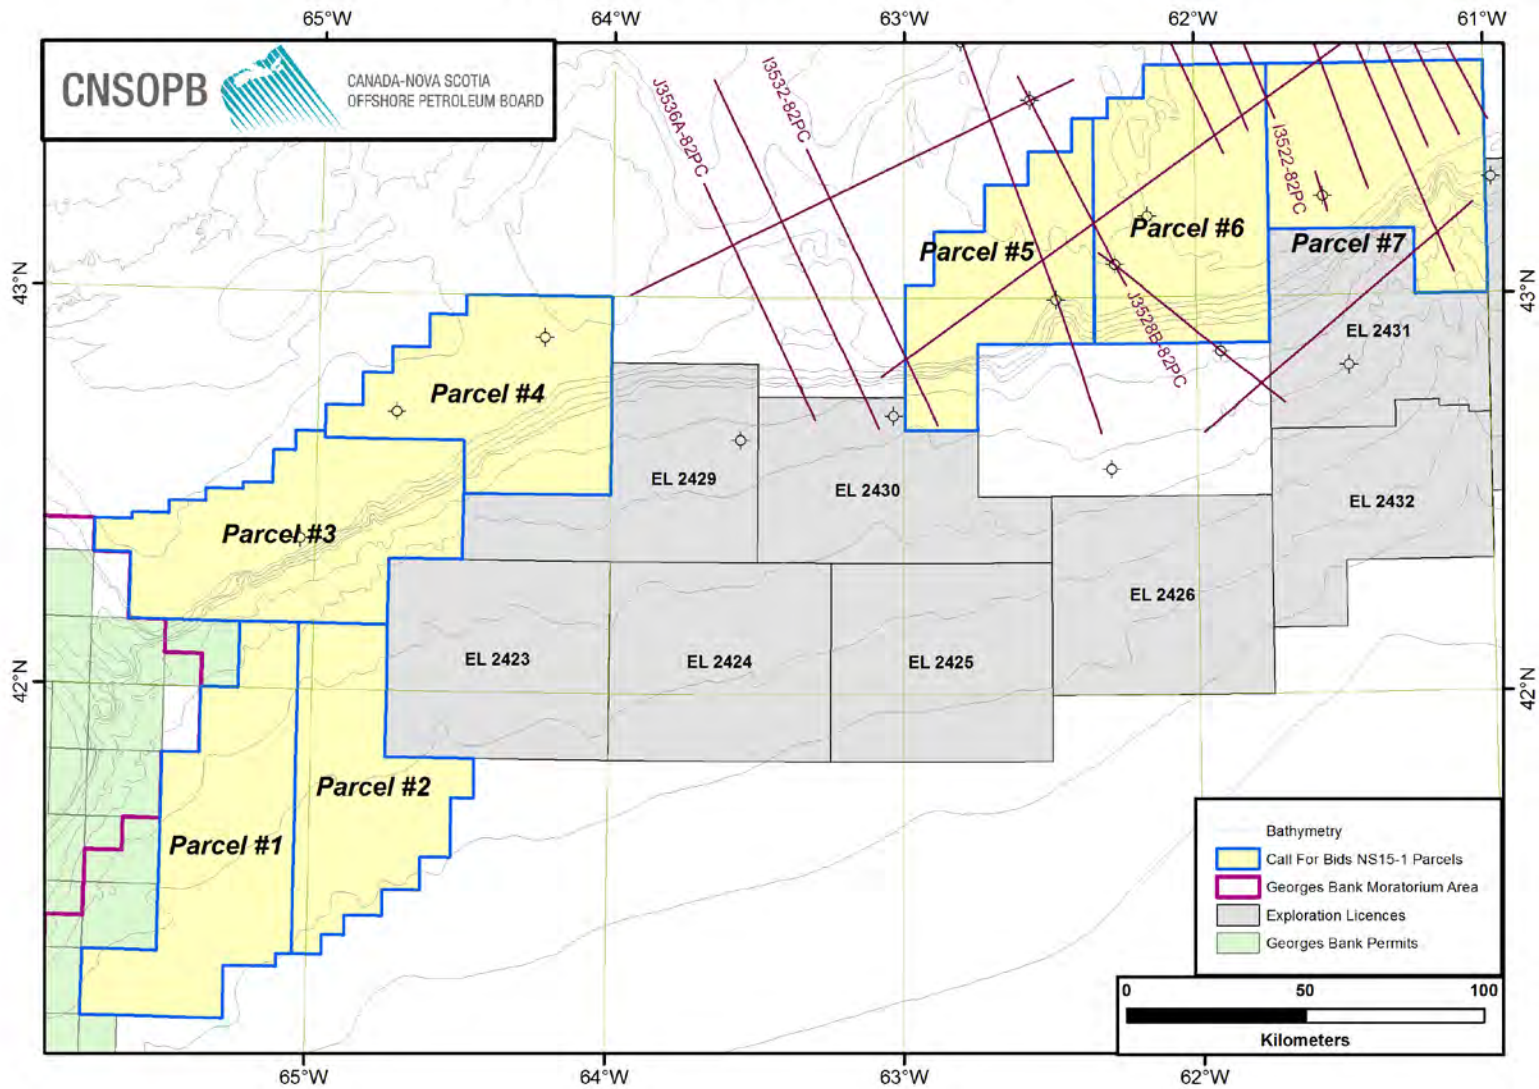 65°W
64°W
63°W
62°W
61°W
CNSOPB
CANADA-NOVA SCOTIA
OFFSHORE PETROLEUM BOARD
J3536A-82PC
I3532-82PC
I3522-82PC
J3528B-82PC
43°N
43°N
Parcel #5
Parcel #6
Parcel #7
EL 2431
Parcel #4
EL 2429
EL 2430
EL 2432
Parcel #3
EL 2426
EL 2423
EL 2424
EL 2425
42°N
42°N
Parcel #2
Parcel #1
Bathymetry
Call For Bids NS15-1 Parcels
Georges Bank Moratorium Area
Exploration Licences
Georges Bank Permits
0
50
100
Kilometers
65°W
64°W
63°W
62°W